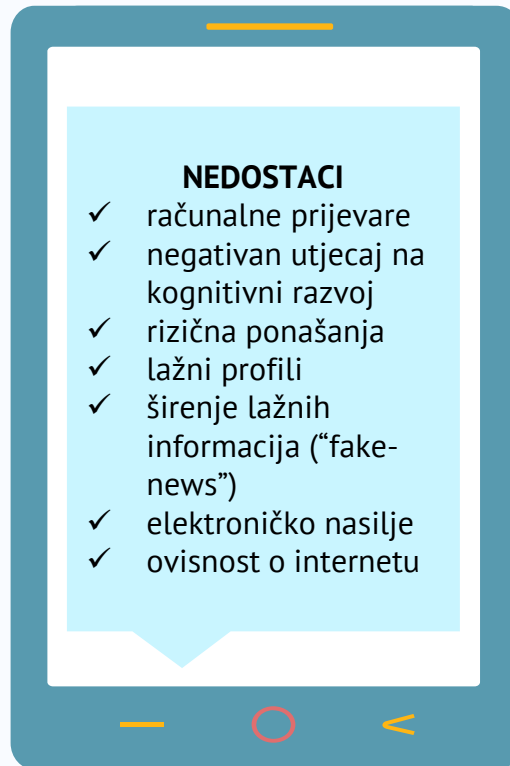 NEDOSTACI
✓ računalne prijevare
✓ negativan utjecaj na
kognitivni razvoj
✓ rizična ponašanja
✓ lažni profili
✓ širenje lažnih
informacija (“fake-
news”)
✓ elektroničko nasilje
✓ ovisnost o internetu